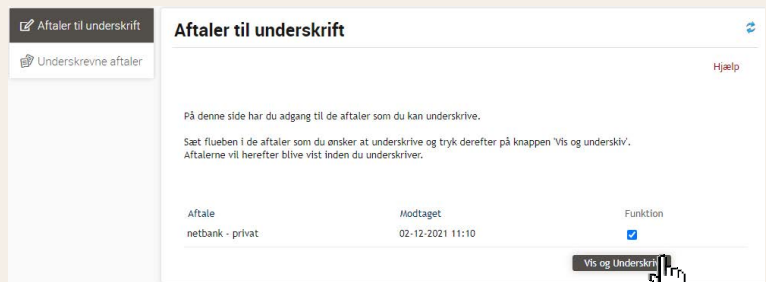 Aftaler til underskrift
Underskrevne aftaler
Aftaler til underskrift
Hjælp
På denne side har du adgang til de aftaler som du kan underskrive.
Sæt flueben i de aftaler som du ønsker at underskrive og tryk derefter på knappen 'Vis og underskiv'.
Aftalerne vil herefter blive vist inden du underskriver.
Aftale Modtaget Funktion
netbank - privat 02-12-2021 11:10
Vis og Underskriv